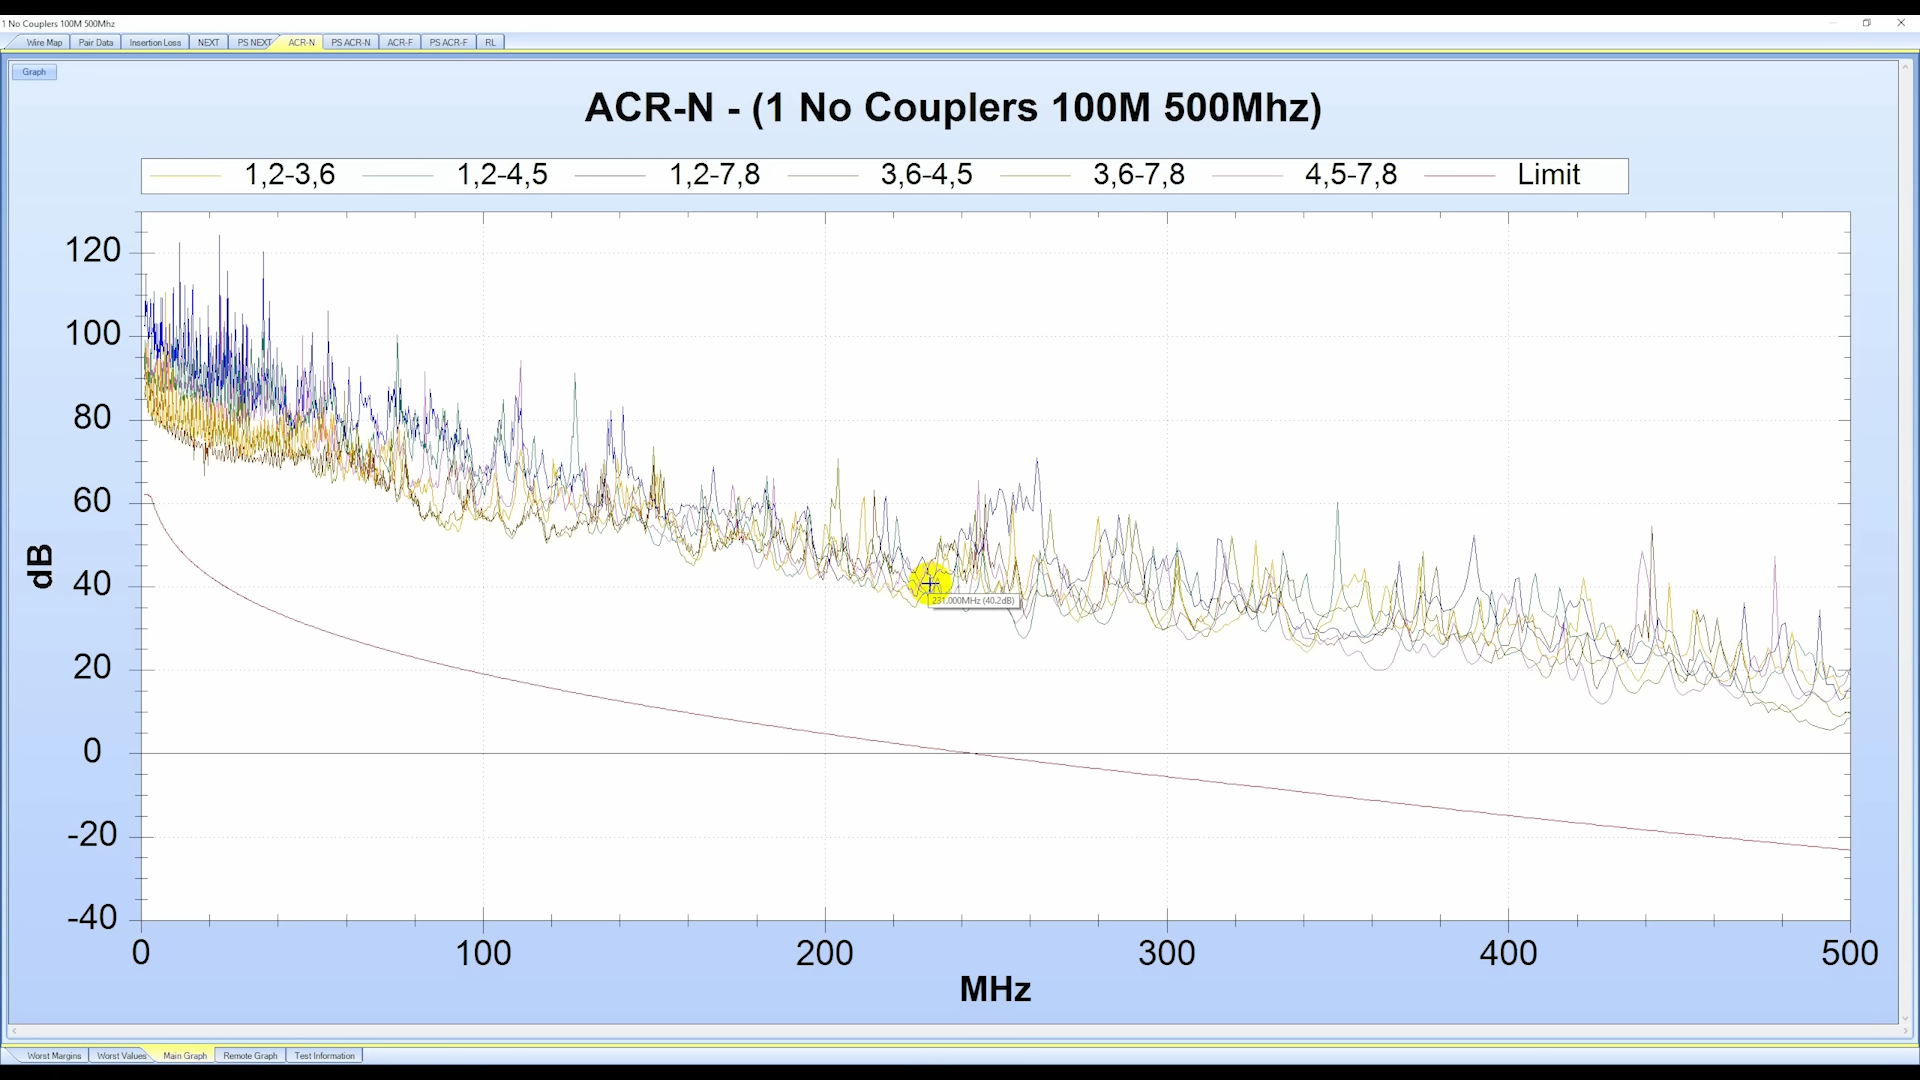 1 No Couplers 100M 500Mhz
Wire Map Pair Data Insertion Loss NEXT PS NEXT ACR-N PS ACR-N ACR-F PS ACR-F RL
Graph
ACR-N - (1 No Couplers 100M 500Mhz)
1,2-3,6 1,2-4,5 1,2-7,8 3,6-4,5 3,6-7,8 4,5-7,8 Limit
120
100
80
60
40
20
0
-20
-40
dB
231.000MHz (40.2dB)
0 100 200 300 400 500
MHz
Worst Margins Worst Values Main Graph Remote Graph Test Information